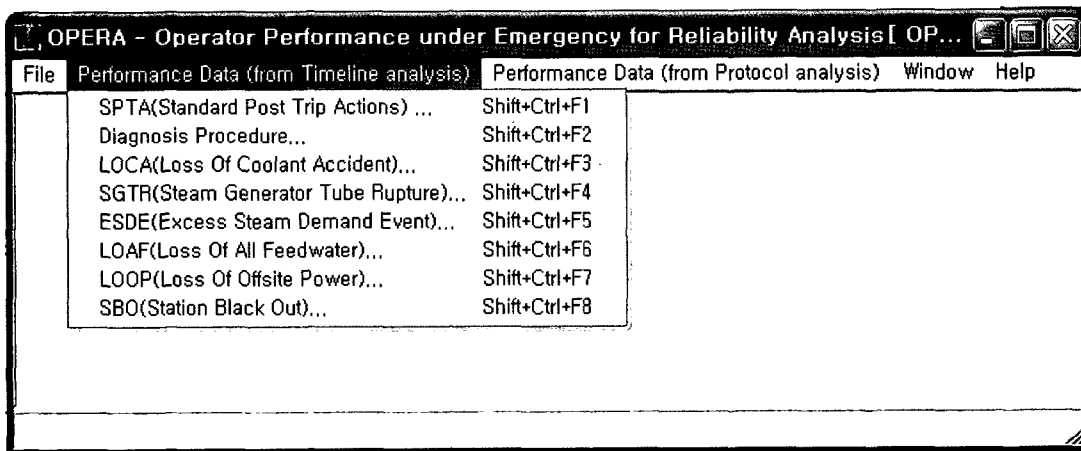 OPERA - Operator Performance under Emergency for Reliability Analysis [ OP...
File Performance Data (from Timeline analysis) Performance Data (from Protocol analysis) Window Help
SPTA(Standard Post Trip Actions) ... Shift+Ctrl+F1
Diagnosis Procedure... Shift+Ctrl+F2
LOCA(Loss Of Coolant Accident)... Shift+Ctrl+F3
SGTR(Steam Generator Tube Rupture)... Shift+Ctrl+F4
ESDE(Excess Steam Demand Event)... Shift+Ctrl+F5
LOAF(Loss Of All Feedwater)... Shift+Ctrl+F6
LOOP(Loss Of Offsite Power)... Shift+Ctrl+F7
SBO(Station Black Out)... Shift+Ctrl+F8